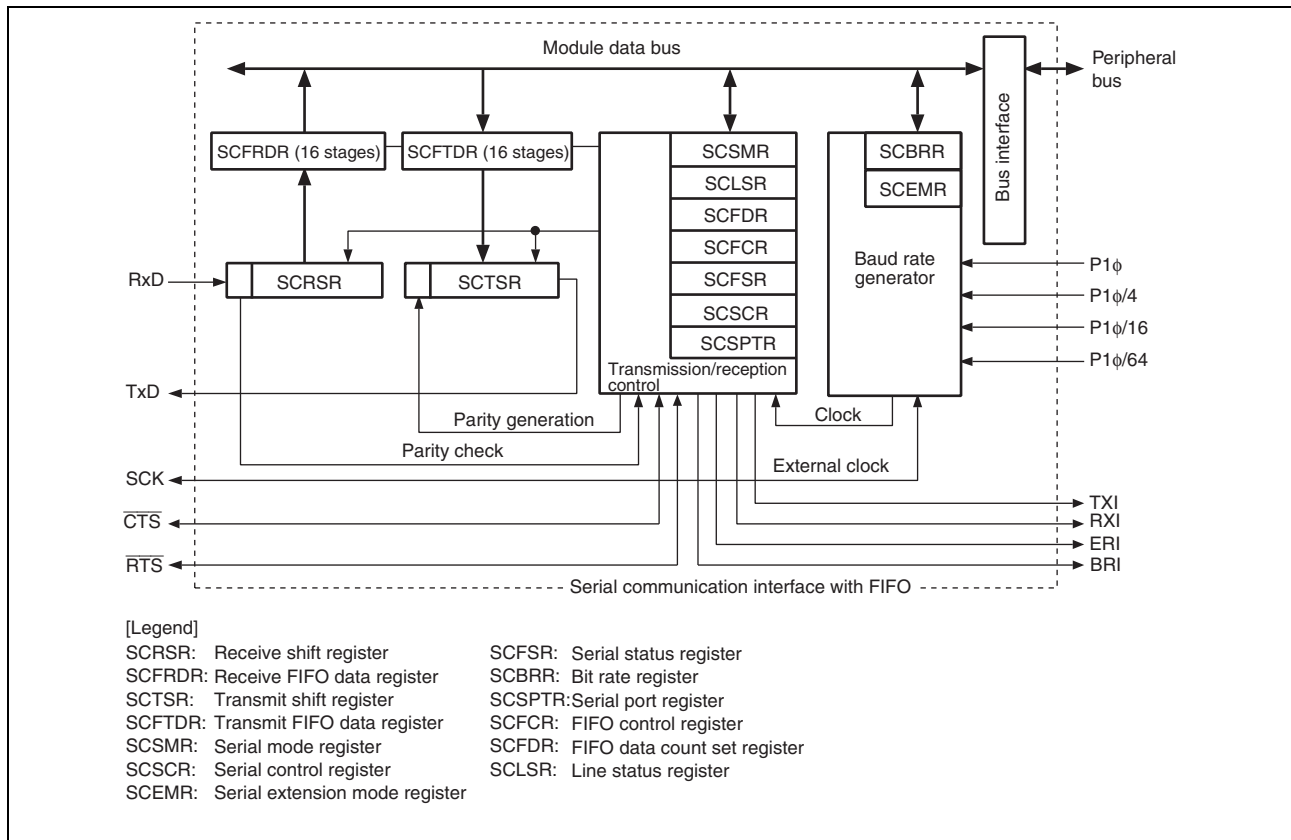 Module data bus
Peripheral
bus
Bus interface
SCFRDR (16 stages)
SCFTDR (16 stages)
SCSMR
SCLSR
SCFDR
SCFCR
SCFSR
SCSCR
SCSPTR
Transmission/reception
control
SCBRR
SCEMR
Baud rate
generator
RxD
SCRSR
SCTSR
P1ϕ
P1ϕ/4
P1ϕ/16
P1ϕ/64
TxD
Parity generation
Parity check
Clock
External clock
SCK
C̅T̅S̅
R̅T̅S̅
TXI
RXI
ERI
BRI
Serial communication interface with FIFO
[Legend]
SCRSR: Receive shift register
SCFRDR: Receive FIFO data register
SCTSR: Transmit shift register
SCFTDR: Transmit FIFO data register
SCSMR: Serial mode register
SCSCR: Serial control register
SCEMR: Serial extension mode register
SCFSR: Serial status register
SCBRR: Bit rate register
SCSPTR:Serial port register
SCFCR: FIFO control register
SCFDR: FIFO data count set register
SCLSR: Line status register